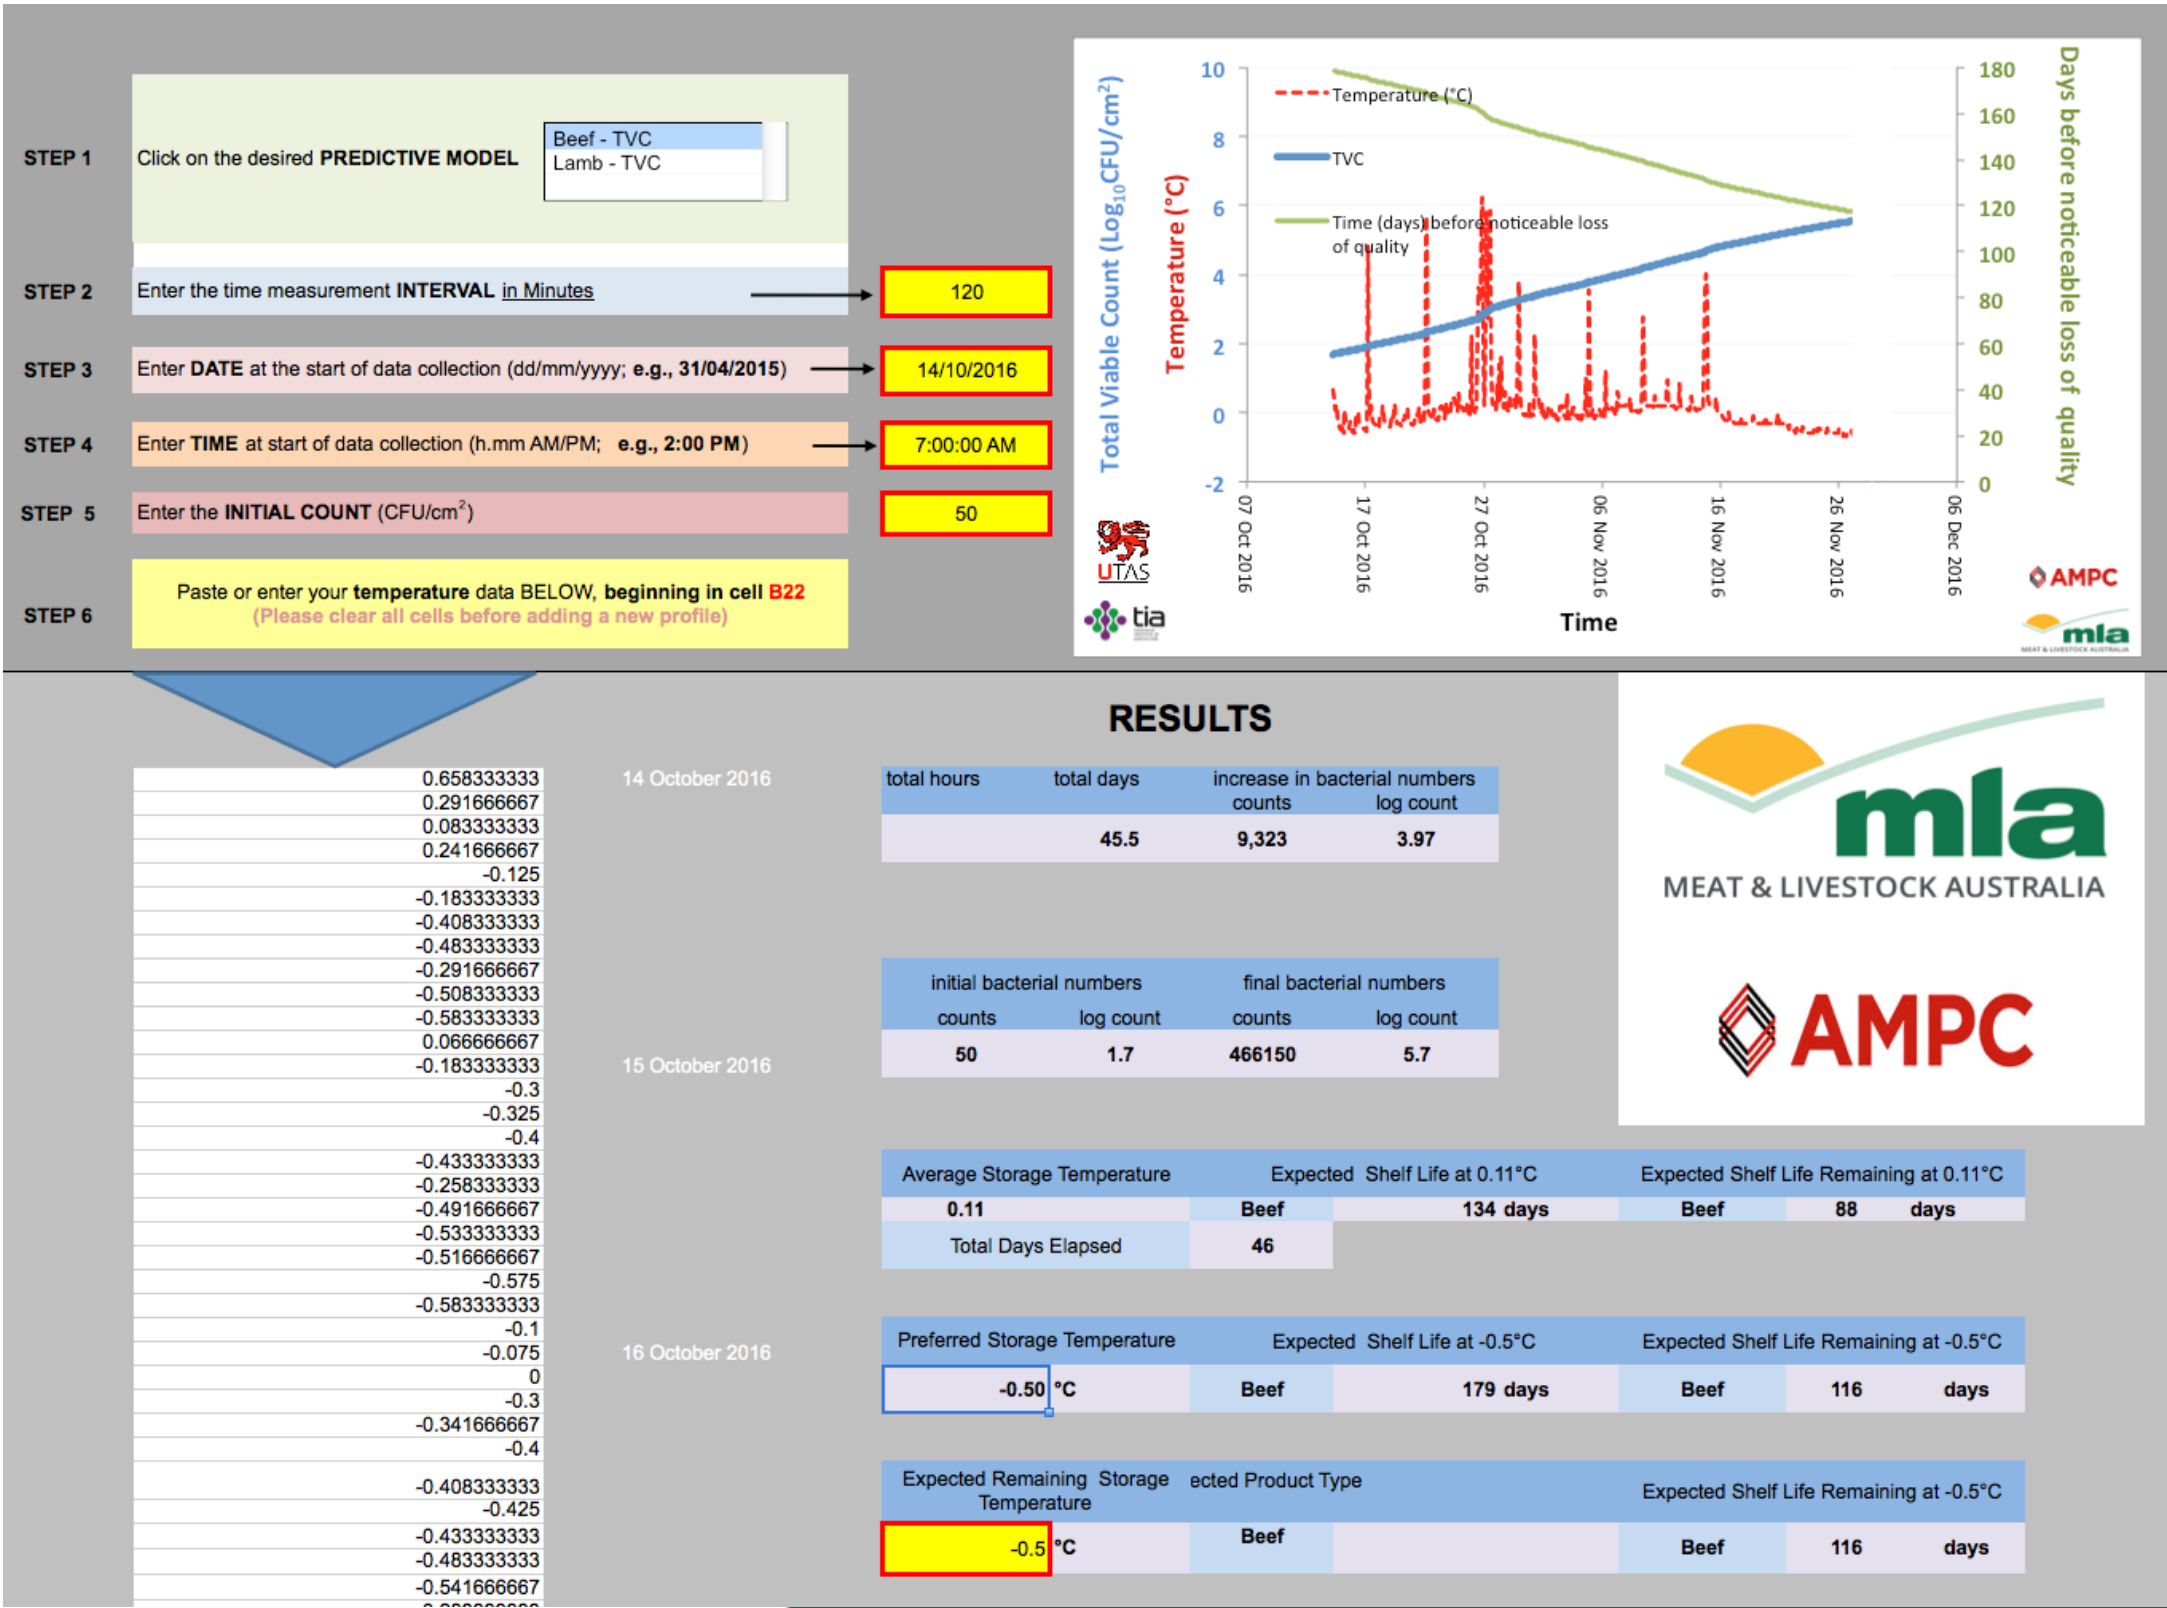 STEP 1
Click on the desired PREDICTIVE MODEL
Beef - TVC
Lamb - TVC
STEP 2
Enter the time measurement INTERVAL in Minutes
120
STEP 3
Enter DATE at the start of data collection (dd/mm/yyyy; e.g., 31/04/2015)
14/10/2016
STEP 4
Enter TIME at start of data collection (h.mm AM/PM; e.g., 2:00 PM)
7:00:00 AM
STEP 5
Enter the INITIAL COUNT (CFU/cm²)
50
STEP 6
Paste or enter your temperature data BELOW, beginning in cell B22
(Please clear all cells before adding a new profile)
Total Viable Count (Log₁₀CFU/cm²)
Temperature (°C)
10
8
6
4
2
0
-2
Temperature (°C)
TVC
Time (days) before noticeable loss
of quality
180
160
140
120
100
80
60
40
20
0
Days before noticeable loss of quality
07 Oct 2016
17 Oct 2016
27 Oct 2016
06 Nov 2016
16 Nov 2016
26 Nov 2016
06 Dec 2016
Time
UTAS
tia
AMPC
mla
MEAT & LIVESTOCK AUSTRALIA
0.658333333
0.291666667
0.083333333
0.241666667
-0.125
-0.183333333
-0.408333333
-0.483333333
-0.291666667
-0.508333333
-0.583333333
0.066666667
-0.183333333
-0.3
-0.325
-0.4
-0.433333333
-0.258333333
-0.491666667
-0.533333333
-0.516666667
-0.575
-0.583333333
-0.1
-0.075
0
-0.3
-0.341666667
-0.4
-0.408333333
-0.425
-0.433333333
-0.483333333
-0.541666667
14 October 2016
15 October 2016
16 October 2016
RESULTS
total hours total days increase in bacterial numbers
counts log count
45.5 9,323 3.97
initial bacterial numbers final bacterial numbers
counts log count counts log count
50 1.7 466150 5.7
Average Storage Temperature Expected Shelf Life at 0.11°C Expected Shelf Life Remaining at 0.11°C
0.11 Beef 134 days Beef 88 days
Total Days Elapsed 46
Preferred Storage Temperature Expected Shelf Life at -0.5°C Expected Shelf Life Remaining at -0.5°C
-0.50 °C Beef 179 days Beef 116 days
Expected Remaining Storage ected Product Type
Temperature Expected Shelf Life Remaining at -0.5°C
-0.5 °C Beef Beef 116 days
mla
MEAT & LIVESTOCK AUSTRALIA
AMPC